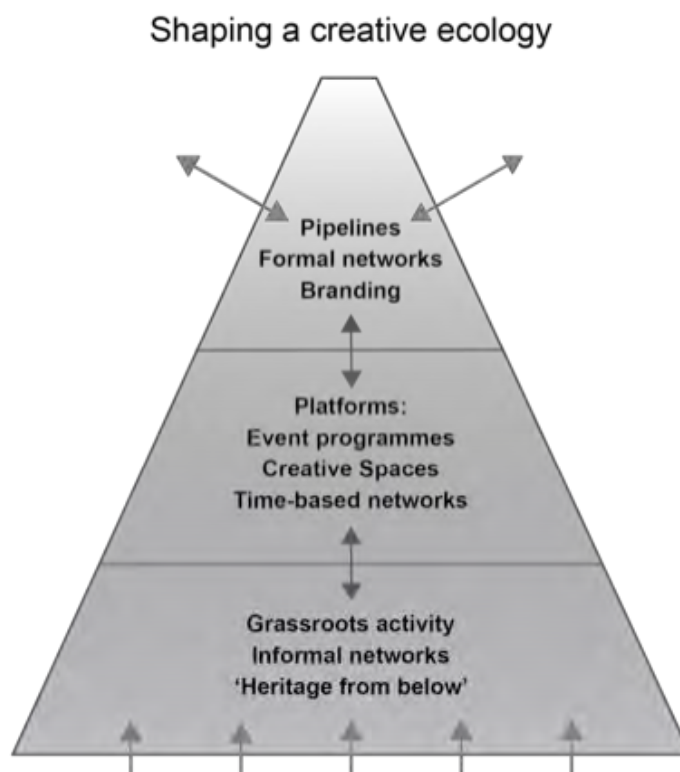 Shaping a creative ecology
Pipelines
Formal networks
Branding
Platforms:
Event programmes
Creative Spaces
Time-based networks
Grassroots activity
Informal networks
‘Heritage from below’